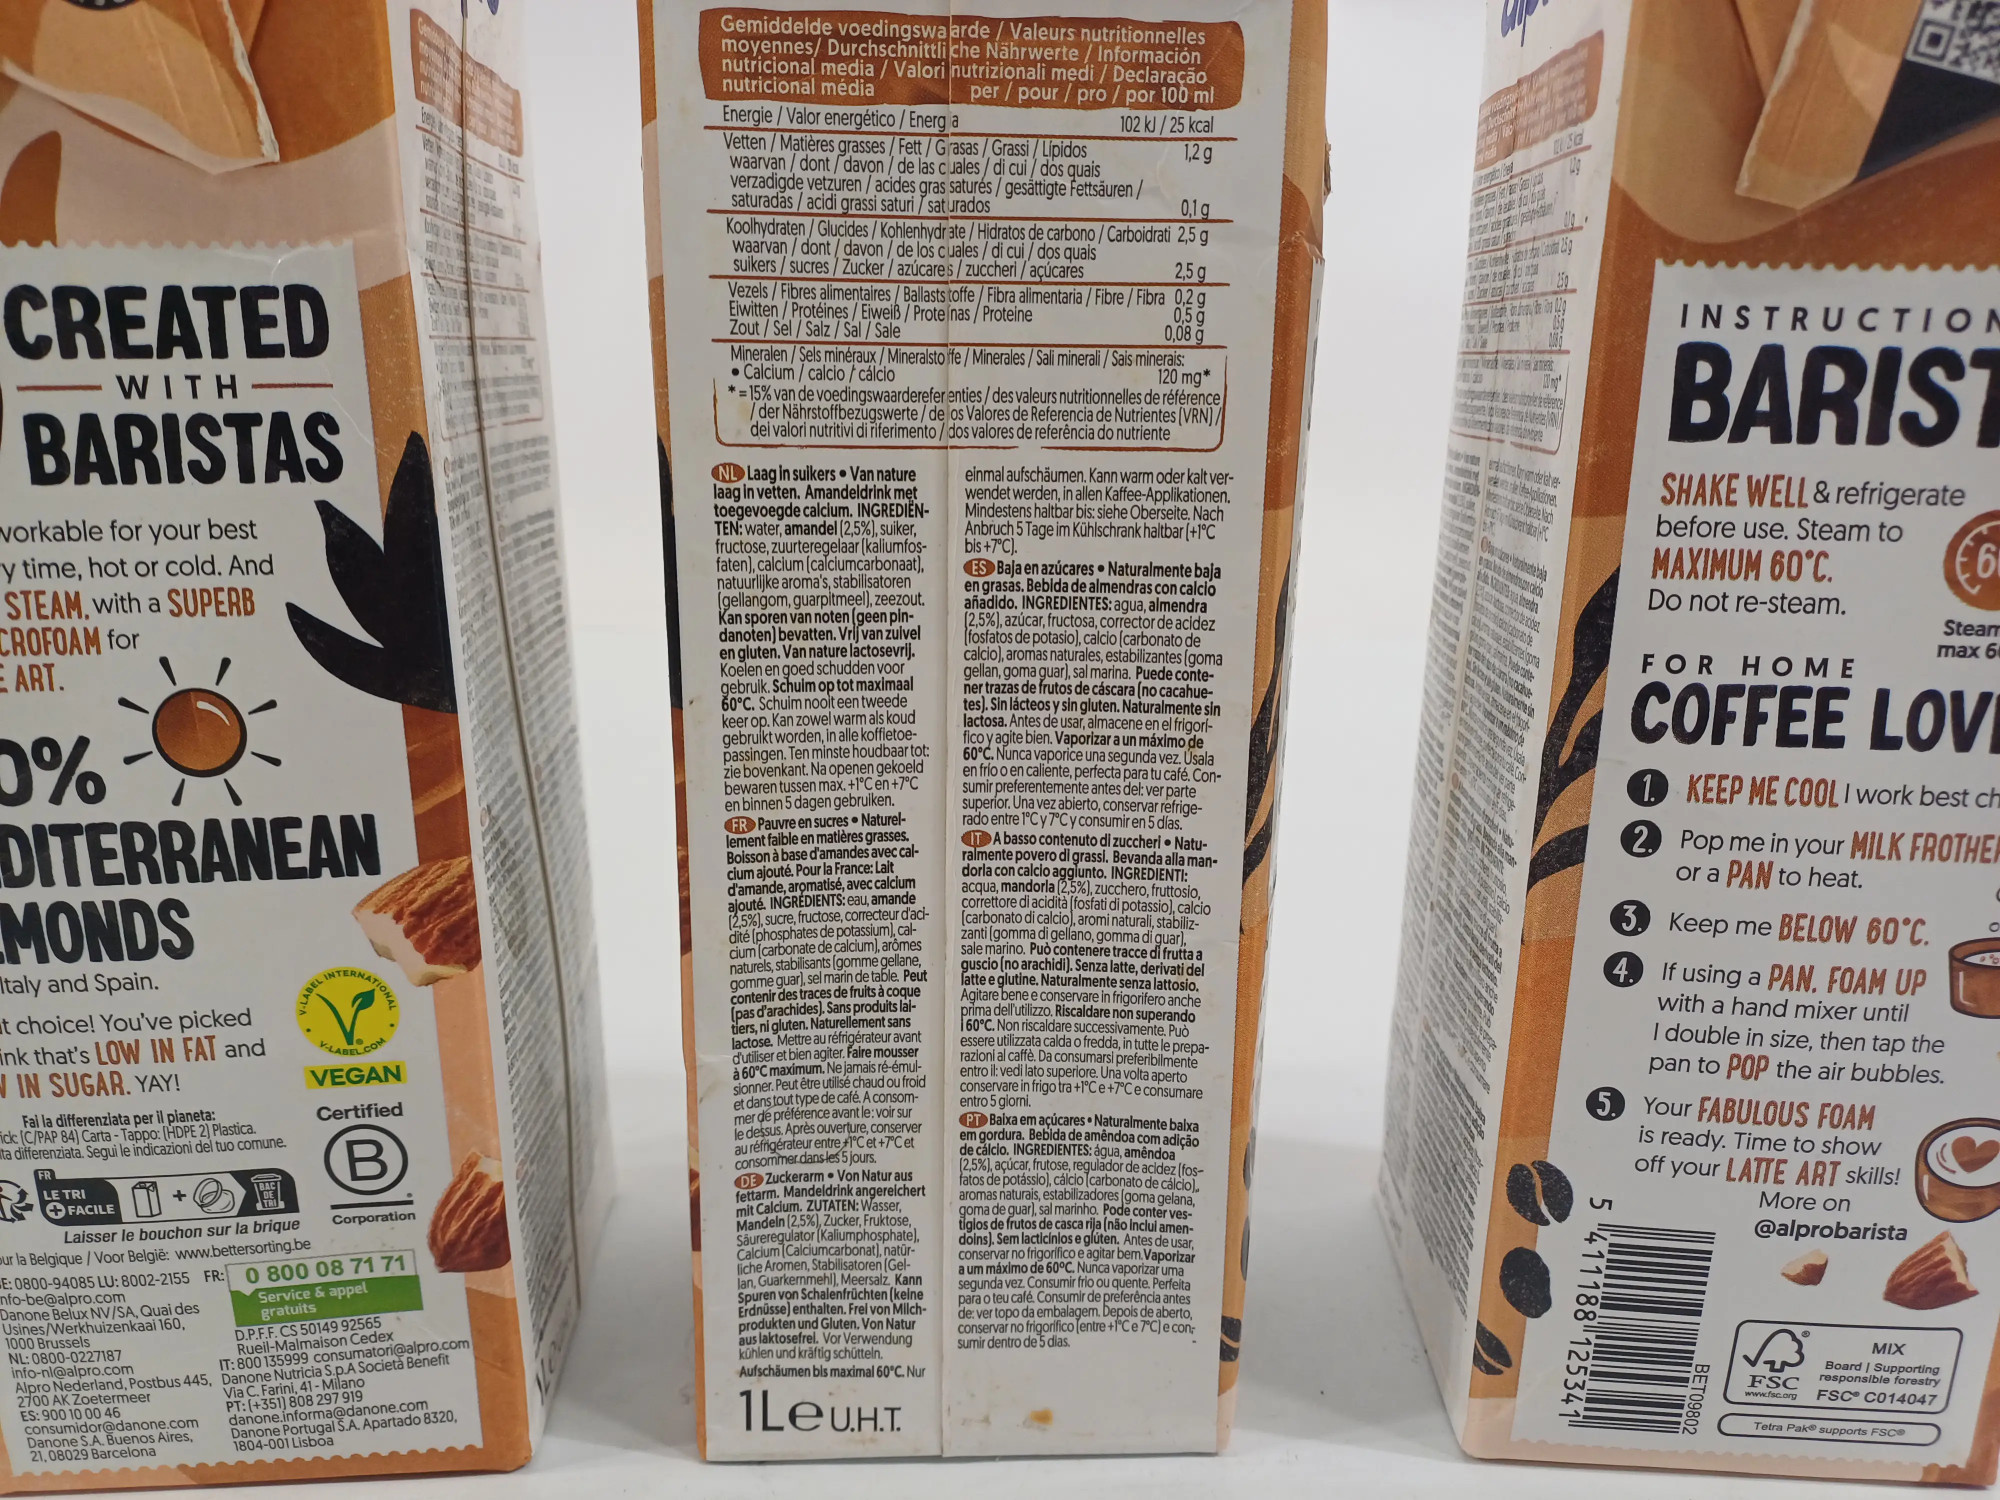 CREATED
WITH
BARISTAS
workable for your best
y time, hot or cold. And
STEAM, with a SUPERB
CROFOAM for
E ART.
0%
DITERRANEAN
MONDS
Italy and Spain.
t choice! You've picked
ink that's LOW IN FAT and
IN SUGAR. YAY!
V-LABEL INTERNATIONAL
V-LABEL.COM
VEGAN
Fai la differenziata per il pianeta:
(C/PAP 84) Carta - Tappo: (HDPE 2) Plastica.
differenziata. Segui le indicazioni del tuo comune.
Certified
B
Corporation
FR
LE TRI
+ FACILE
+
BAC
DE
TRI
Laisser le bouchon sur la brique
our la Belgique / Voor België: www.bettersorting.be
E: 0800-94085 LU: 8002-2155 FR:
nfo-be@alpro.com
Danone Belux NV/SA, Quai des
Usines/Werkhuizenkaai 160,
1000 Brussels
NL: 0800-0227187
info-nl@alpro.com
Alpro Nederland, Postbus 445,
2700 AK Zoetermeer
ES: 900 10 00 46
consumidor@danone.com
Danone S.A. Buenos Aires,
21, 08029 Barcelona
0 800 08 71 71
Service & appel
gratuits
D.P.F.F. CS 50149 92565
Rueil-Malmaison Cedex
IT: 800 135999 consumatori@alpro.com
Danone Nutricia S.p.A Società Benefit
Via C. Farini, 41 - Milano
PT: (+351) 808 297 919
danone.informa@danone.com
Danone Portugal S.A. Apartado 8320,
1804-001 Lisboa
Gemiddelde voedingswaarde / Valeurs nutritionnelles
moyennes/ Durchschnittliche Nährwerte / Información
nutricional media / Valori nutrizionali medi / Declaração
nutricional média per / pour / pro / por 100 ml
Energie / Valor energético / Energia 102 kJ / 25 kcal
Vetten / Matières grasses / Fett / Grasas / Grassi / Lípidos 1,2 g
waarvan / dont / davon / de las cuales / di cui / dos quais
verzadigde vetzuren / acides gras saturés / gesättigte Fettsäuren /
saturadas / acidi grassi saturi / saturados 0,1 g
Koolhydraten / Glucides / Kohlenhydrate / Hidratos de carbono / Carboidrati 2,5 g
waarvan / dont / davon / de los cuales / di cui / dos quais
suikers / sucres / Zucker / azúcares / zuccheri / açúcares 2,5 g
Vezels / Fibres alimentaires / Ballaststoffe / Fibra alimentaria / Fibre / Fibra 0,2 g
Eiwitten / Protéines / Eiweiß / Proteínas / Proteine 0,5 g
Zout / Sel / Salz / Sal / Sale 0,08 g
Mineralen / Sels minéraux / Mineralstoffe / Minerales / Sali minerali / Sais minerais:
• Calcium / calcio / cálcio 120 mg*
* = 15% van de voedingswaardereferenties / des valeurs nutritionnelles de référence
/ der Nährstoffbezugswerte / de los Valores de Referencia de Nutrientes (VRN) /
dei valori nutritivi di riferimento / dos valores de referência do nutriente
NL Laag in suikers • Van nature
laag in vetten. Amandeldrink met
toegevoegde calcium. INGREDIËN-
TEN: water, amandel (2,5%), suiker,
fructose, zuurteregelaar (kaliumfos-
faten), calcium (calciumcarbonaat),
natuurlijke aroma's, stabilisatoren
(gellangom, guarpitmeel), zeezout.
Kan sporen van noten (geen pin-
danoten) bevatten. Vrij van zuivel
en gluten. Van nature lactosevrij.
Koelen en goed schudden voor
gebruik. Schuim op tot maximaal
60°C. Schuim nooit een tweede
keer op. Kan zowel warm als koud
gebruikt worden, in alle koffietoe-
passingen. Ten minste houdbaar tot:
zie bovenkant. Na openen gekoeld
bewaren tussen max. +1°C en +7°C
en binnen 5 dagen gebruiken.
FR Pauvre en sucres • Naturel-
lement faible en matières grasses.
Boisson à base d'amandes avec cal-
cium ajouté. Pour la France: Lait
d'amande, aromatisé, avec calcium
ajouté. INGRÉDIENTS: eau, amande
(2,5%), sucre, fructose, correcteur d'aci-
dité (phosphates de potassium), cal-
cium (carbonate de calcium), arômes
naturels, stabilisants (gomme gellane,
gomme guar), sel marin de table. Peut
contenir des traces de fruits à coque
(pas d'arachides). Sans produits lai-
tiers, ni gluten. Naturellement sans
lactose. Mettre au réfrigérateur avant
d'utiliser et bien agiter. Faire mousser
à 60°C maximum. Ne jamais ré-émul-
sionner. Peut être utilisé chaud ou froid
et dans tout type de café. A consom-
mer de préférence avant le: voir sur
le dessus. Après ouverture, conserver
au réfrigérateur entre +1°C et +7°C et
consommer dans les 5 jours.
DE Zuckerarm • Von Natur aus
fettarm. Mandeldrink angereichert
mit Calcium. ZUTATEN: Wasser,
Mandeln (2,5%), Zucker, Fruktose,
Säureregulator (Kaliumphosphate),
Calcium (Calciumcarbonat), natür-
liche Aromen, Stabilisatoren (Gel-
lan, Guarkernmehl), Meersalz. Kann
Spuren von Schalenfrüchten (keine
Erdnüsse) enthalten. Frei von Milch-
produkten und Gluten. Von Natur
aus laktosefrei. Vor Verwendung
kühlen und kräftig schütteln.
Aufschäumen bis maximal 60°C. Nur
1L e U.H.T.
einmal aufschäumen. Kann warm oder kalt ver-
wendet werden, in allen Kaffee-Applikationen.
Mindestens haltbar bis: siehe Oberseite. Nach
Anbruch 5 Tage im Kühlschrank haltbar (+1°C
bis +7°C).
ES Baja en azúcares • Naturalmente baja
en grasas. Bebida de almendras con calcio
añadido. INGREDIENTES: agua, almendra
(2,5%), azúcar, fructosa, corrector de acidez
(fosfatos de potasio), calcio (carbonato de
calcio), aromas naturales, estabilizantes (goma
gellan, goma guar), sal marina. Puede conte-
ner trazas de frutos de cáscara (no cacahue-
tes). Sin lácteos y sin gluten. Naturalmente sin
lactosa. Antes de usar, almacene en el frigorí-
fico y agite bien. Vaporizar a un máximo de
60°C. Nunca vaporice una segunda vez. Úsala
en frío o en caliente, perfecta para tu café. Con-
sumir preferentemente antes del: ver parte
superior. Una vez abierto, conservar refrige-
rado entre 1°C y 7°C y consumir en 5 días.
IT A basso contenuto di zuccheri • Natu-
ralmente povero di grassi. Bevanda alla man-
dorla con calcio aggiunto. INGREDIENTI:
acqua, mandorla (2,5%), zucchero, fruttosio,
correttore di acidità (fosfati di potassio), calcio
(carbonato di calcio), aromi naturali, stabiliz-
zanti (gomma di gellano, gomma di guar),
sale marino. Può contenere tracce di frutta a
guscio (no arachidi). Senza latte, derivati del
latte e glutine. Naturalmente senza lattosio.
Agitare bene e conservare in frigorifero anche
prima dell'utilizzo. Riscaldare non superando
i 60°C. Non riscaldare successivamente. Può
essere utilizzata calda o fredda, in tutte le prepa-
razioni al caffè. Da consumarsi preferibilmente
entro il: vedi lato superiore. Una volta aperto
conservare in frigo tra +1°C e +7°C e consumare
entro 5 giorni.
PT Baixa em açúcares • Naturalmente baixa
em gordura. Bebida de amêndoa com adição
de cálcio. INGREDIENTES: água, amêndoa
(2,5%), açúcar, frutose, regulador de acidez (fos-
fatos de potássio), cálcio (carbonato de cálcio),
aromas naturais, estabilizadores (goma gelana,
goma de guar), sal marinho. Pode conter ves-
tígios de frutos de casca rija (não inclui amen-
doins). Sem lacticínios e glúten. Antes de usar,
conservar no frigorífico e agitar bem. Vaporizar
a um máximo de 60ºC. Nunca vaporizar uma
segunda vez. Consumir frio ou quente. Perfeita
para o teu café. Consumir de preferência antes
de: ver topo da embalagem. Depois de aberto,
conservar no frigorífico (entre +1°C e 7°C) e con-
sumir dentro de 5 dias.
INSTRUCTION
BARIST
SHAKE WELL & refrigerate
before use. Steam to
MAXIMUM 60°C.
Do not re-steam.
Steam
max 6
FOR HOME
COFFEE LOV
1. KEEP ME COOL I work best ch
2. Pop me in your MILK FROTHER
or a PAN to heat.
3. Keep me BELOW 60°C.
4. If using a PAN, FOAM UP
with a hand mixer until
I double in size, then tap the
pan to POP the air bubbles.
5. Your FABULOUS FOAM
is ready. Time to show
off your LATTE ART skills!
More on
@alprobarista
5 411188 125341
BET09802
FSC
www.fsc.org
MIX
Board | Supporting
responsible forestry
FSC® C014047
Tetra Pak® supports FSC®